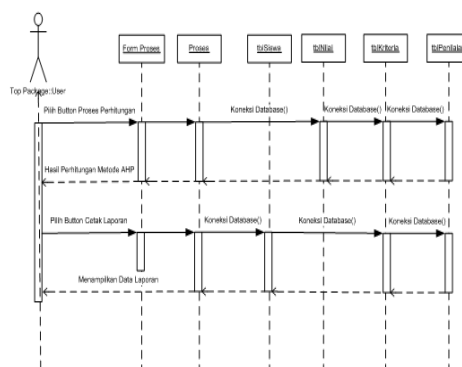 Form Proses
Proses
tblSiswa
tblNilai
tblKriteria
tblPenilaia
Top Package::User
Pilih Button Proses Perhitungan
Koneksi Database()
Koneksi Database()
Koneksi Database()
Hasil Perhitungan Metode AHP
Pilih Button Cetak Laporan
Koneksi Database()
Koneksi Database()
Koneksi Database()
Menampilkan Data Laporan